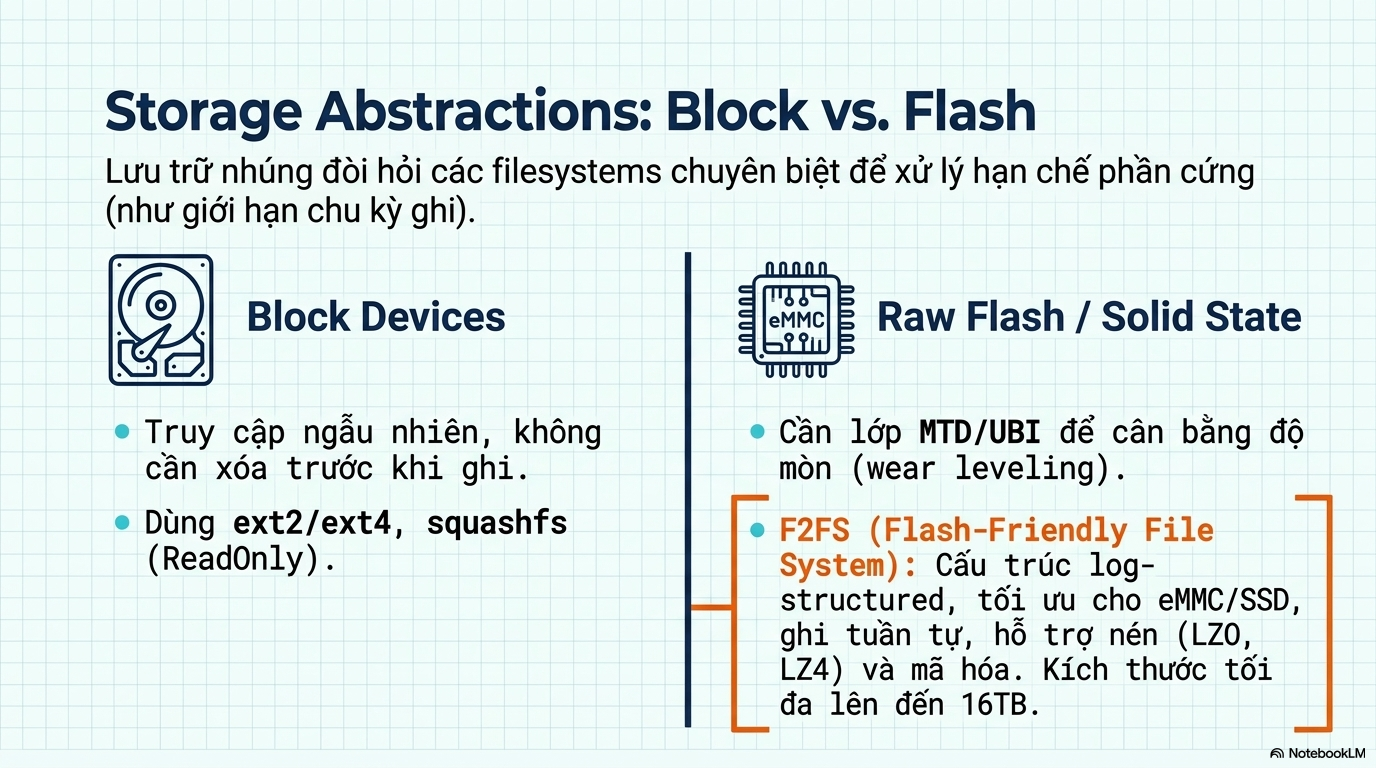 Storage Abstractions: Block vs. Flash
Lưu trữ nhúng đòi hỏi các filesystems chuyên biệt để xử lý hạn chế phần cứng
(như giới hạn chu kỳ ghi).
Block Devices
Truy cập ngẫu nhiên, không
cần xóa trước khi ghi.
Dùng ext2/ext4, squashfs
(ReadOnly).
eMMC
Raw Flash / Solid State
Cần lớp MTD/UBI để cân bằng độ
mòn (wear leveling).
F2FS (Flash-Friendly File
System): Cấu trúc log-
structured, tối ưu cho eMMC/SSD,
ghi tuần tự, hỗ trợ nén (LZO,
LZ4) và mã hóa. Kích thước tối
đa lên đến 16TB.
NotebookLM